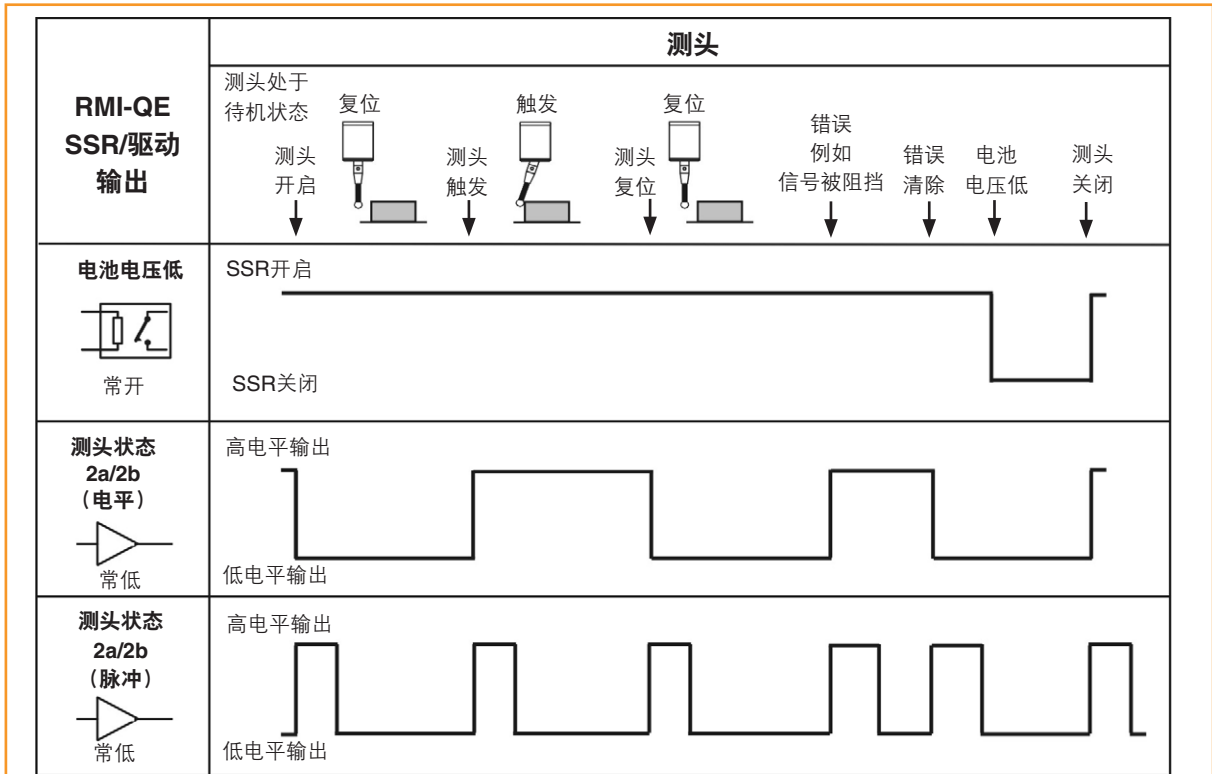 测头
RMI-QE
SSR/驱动
输出
测头处于
待机状态
测头
开启
复位
测头
触发
触发
测头
复位
复位
错误
例如
信号被阻挡
错误
清除
电池
电压低
测头
关闭
电池电压低
常开
SSR开启
SSR关闭
测头状态
2a/2b
（电平）
常低
高电平输出
低电平输出
测头状态
2a/2b
（脉冲）
常低
高电平输出
低电平输出